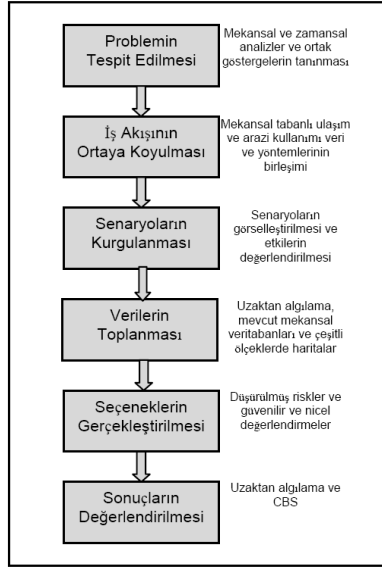 Problemin
Tespit Edilmesi
Mekansal ve zamansal
analizler ve ortak
göstergelerin tanınması
İş Akışının
Ortaya Koyulması
Mekansal tabanlı ulaşım
ve arazi kullanımı veri
ve yöntemlerinin
birleşimi
Senaryoların
Kurgulanması
Senaryoların
görselleştirilmesi ve
etkilerin
değerlendirilmesi
Verilerin
Toplanması
Uzaktan algılama,
mevcut mekansal
veritabanları ve çeşitli
ölçeklerde haritalar
Seçeneklerin
Gerçekleştirilmesi
Düşürülmüş riskler ve
güvenilir ve nicel
değerlendirmeler
Sonuçların
Değerlendirilmesi
Uzaktan algılama ve
CBS